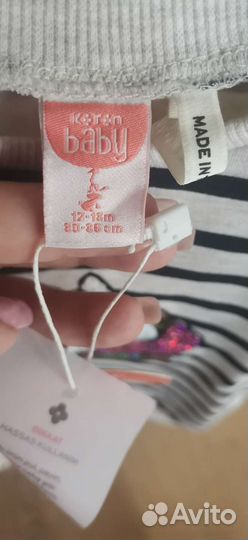 koton
baby
12-18m
80-86 cm
MADE IN
DİKKAT
HASSAS KULLANIM
Avito